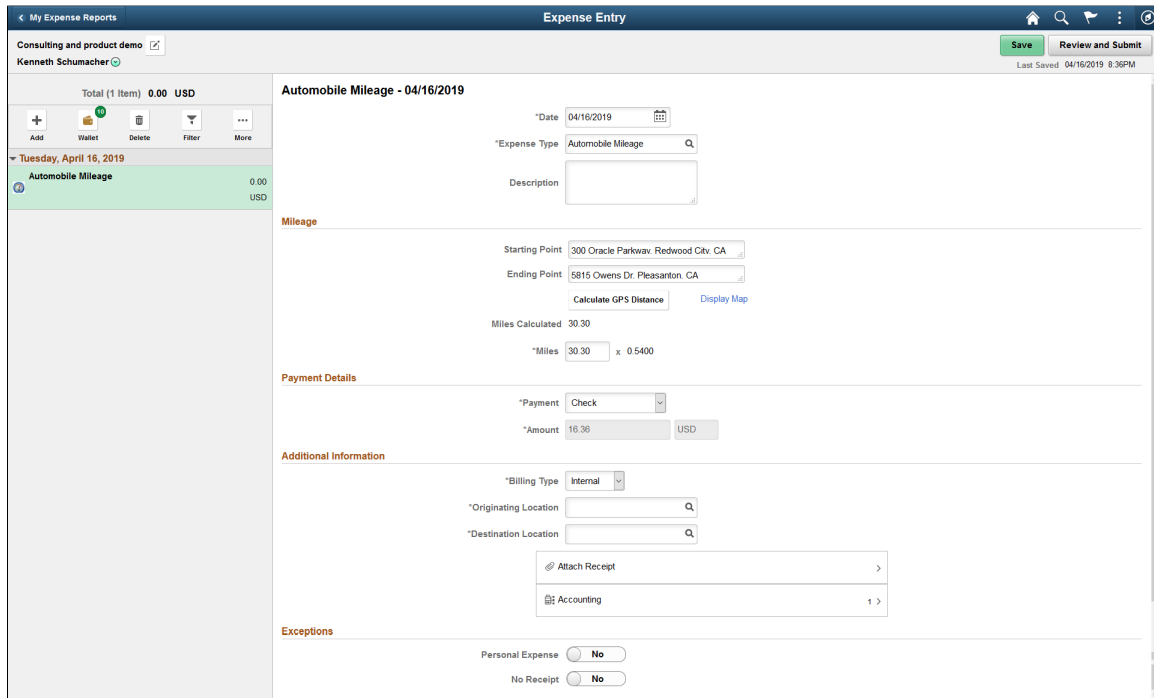 My Expense Reports
Expense Entry
Consulting and product demo
Kenneth Schumacher
Save
Review and Submit
Last Saved 04/16/2019 8:36PM
Total (1 Item) 0.00 USD
10
Add
Wallet
Delete
Filter
More
Tuesday, April 16, 2019
Automobile Mileage
0.00
USD
Automobile Mileage - 04/16/2019
*Date 04/16/2019
*Expense Type Automobile Mileage
Description
Mileage
Starting Point 300 Oracle Parkway. Redwood City. CA
Ending Point 5815 Owens Dr. Pleasanton. CA
Calculate GPS Distance Display Map
Miles Calculated 30.30
*Miles 30.30 x 0.5400
Payment Details
*Payment Check
*Amount 16.36 USD
Additional Information
*Billing Type Internal
*Originating Location
*Destination Location
Attach Receipt
Accounting 1
Exceptions
Personal Expense No
No Receipt No